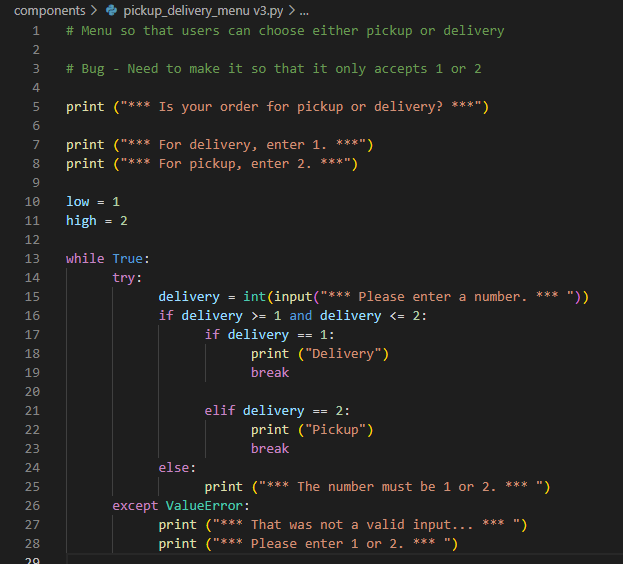 components > pickup_delivery_menu v3.py > ...
1 # Menu so that users can choose either pickup or delivery
2
3 # Bug - Need to make it so that it only accepts 1 or 2
4
5 print ("*** Is your order for pickup or delivery? ***")
6
7 print ("*** For delivery, enter 1. ***")
8 print ("*** For pickup, enter 2. ***")
9
10 low = 1
11 high = 2
12
13 while True:
14     try:
15         delivery = int(input("*** Please enter a number. *** "))
16         if delivery >= 1 and delivery <= 2:
17             if delivery == 1:
18                 print ("Delivery")
19                 break
20
21             elif delivery == 2:
22                 print ("Pickup")
23                 break
24         else:
25             print ("*** The number must be 1 or 2. *** ")
26     except ValueError:
27         print ("*** That was not a valid input... *** ")
28         print ("*** Please enter 1 or 2. *** ")
29